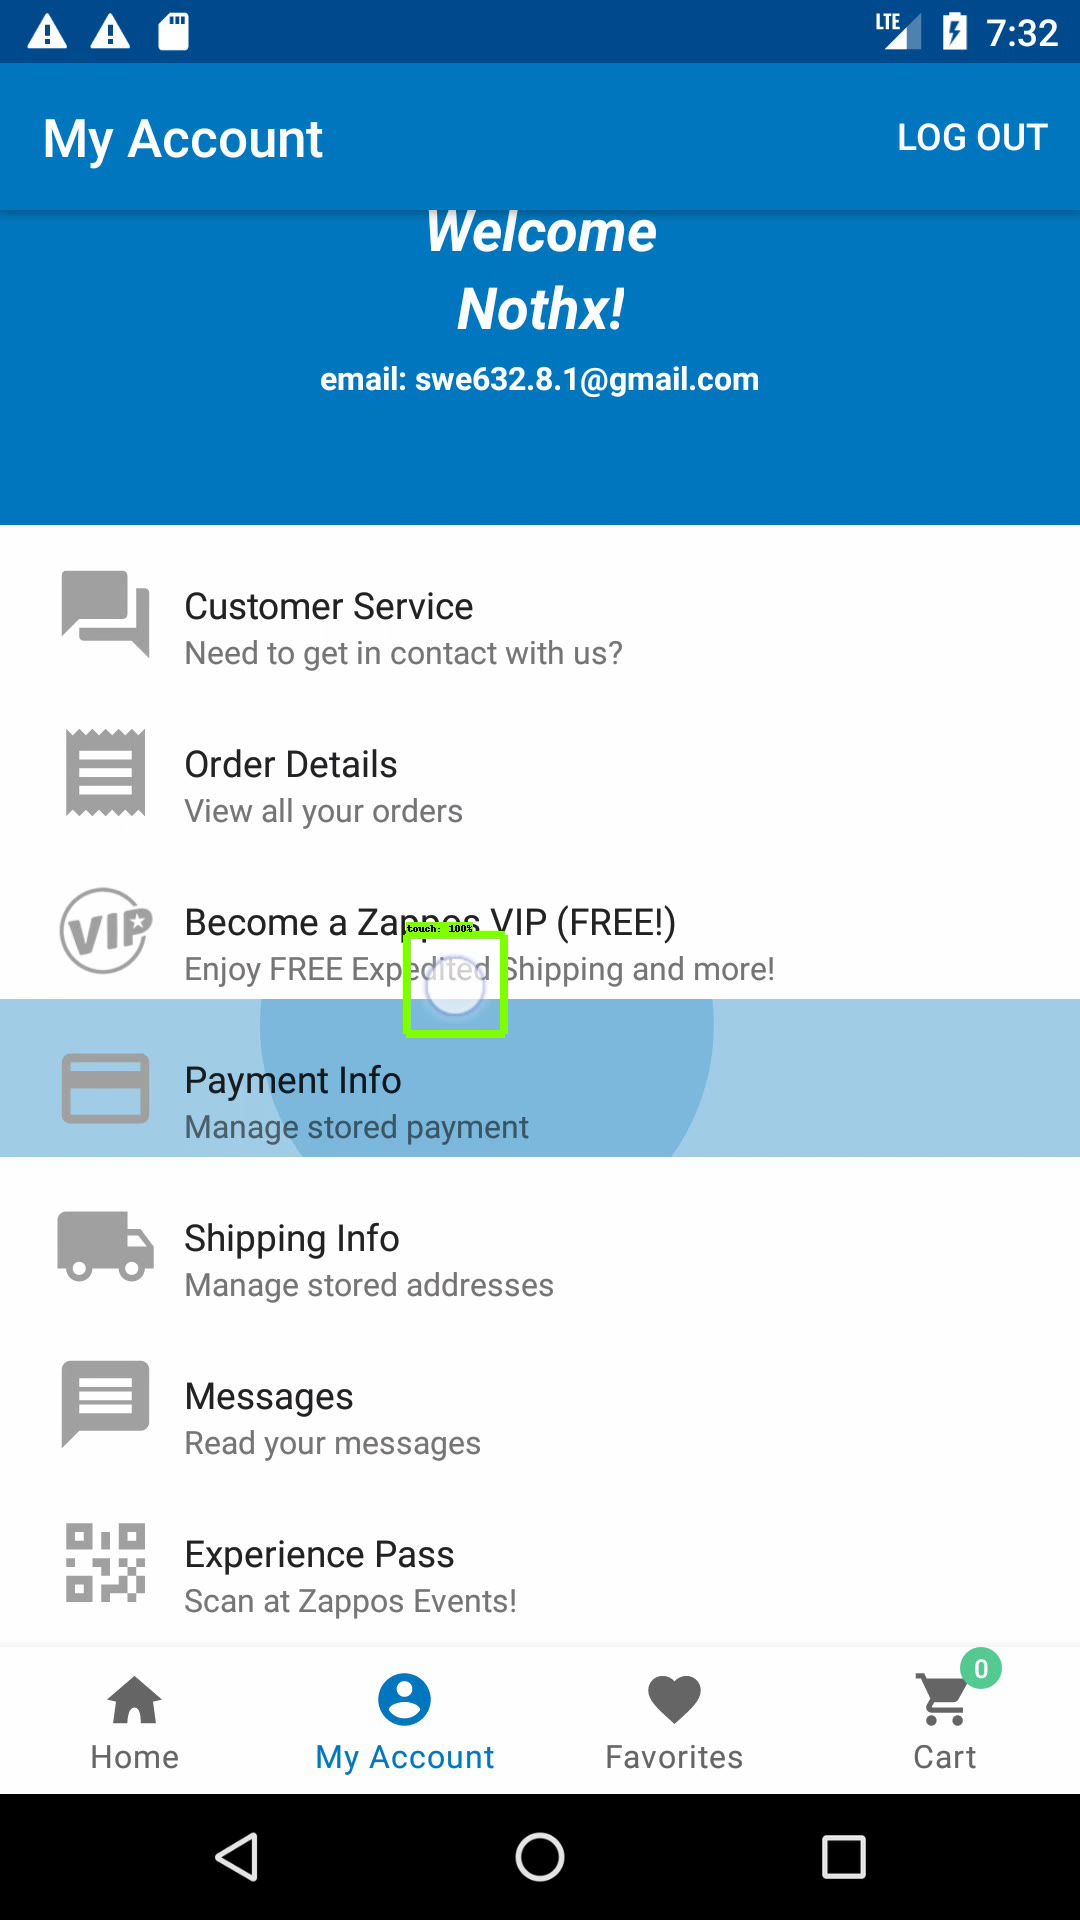 LTE 7:32
My Account LOG OUT
Welcome
Nothx!
email: swe632.8.1@gmail.com
Customer Service
Need to get in contact with us?
Order Details
View all your orders
VIP
Become a Zappos VIP (FREE!)
touch: 100%
Enjoy FREE Expedited Shipping and more!
Payment Info
Manage stored payment
Shipping Info
Manage stored addresses
Messages
Read your messages
Experience Pass
Scan at Zappos Events!
0
Home My Account Favorites Cart